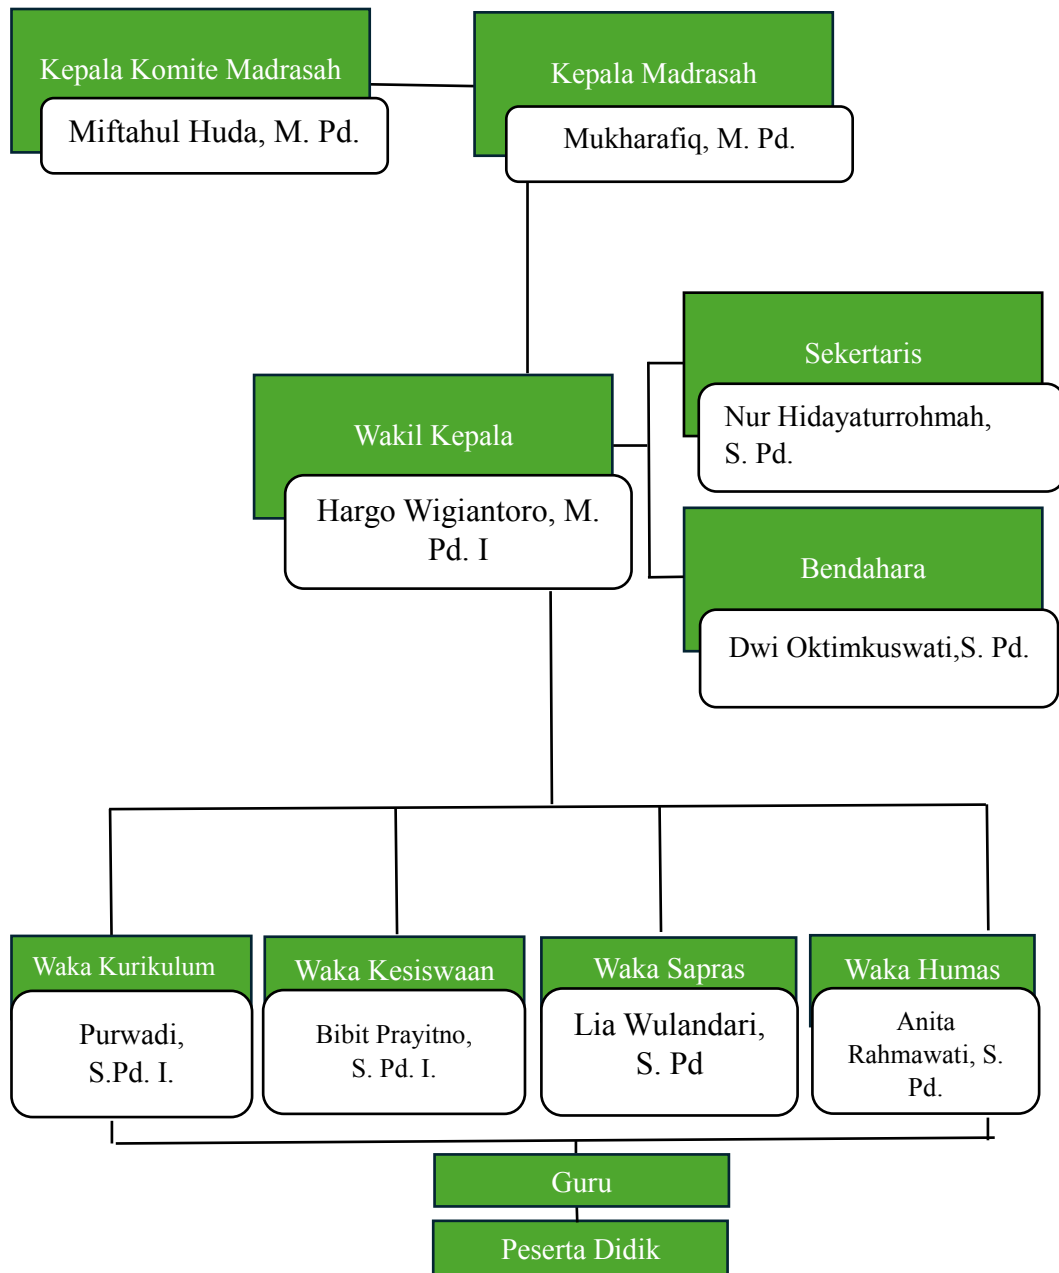 Kepala Komite Madrasah
Miftahul Huda, M. Pd.
Kepala Madrasah
Mukharafiq, M. Pd.
Sekertaris
Nur Hidayaturrohmah,
S. Pd.
Wakil Kepala
Hargo Wigiantoro, M.
Pd. I
Bendahara
Dwi Oktimkuswati,S. Pd.
Waka Kurikulum
Purwadi,
S.Pd. I.
Waka Kesiswaan
Bibit Prayitno,
S. Pd. I.
Waka Sapras
Lia Wulandari,
S. Pd
Waka Humas
Anita
Rahmawati, S.
Pd.
Guru
Peserta Didik